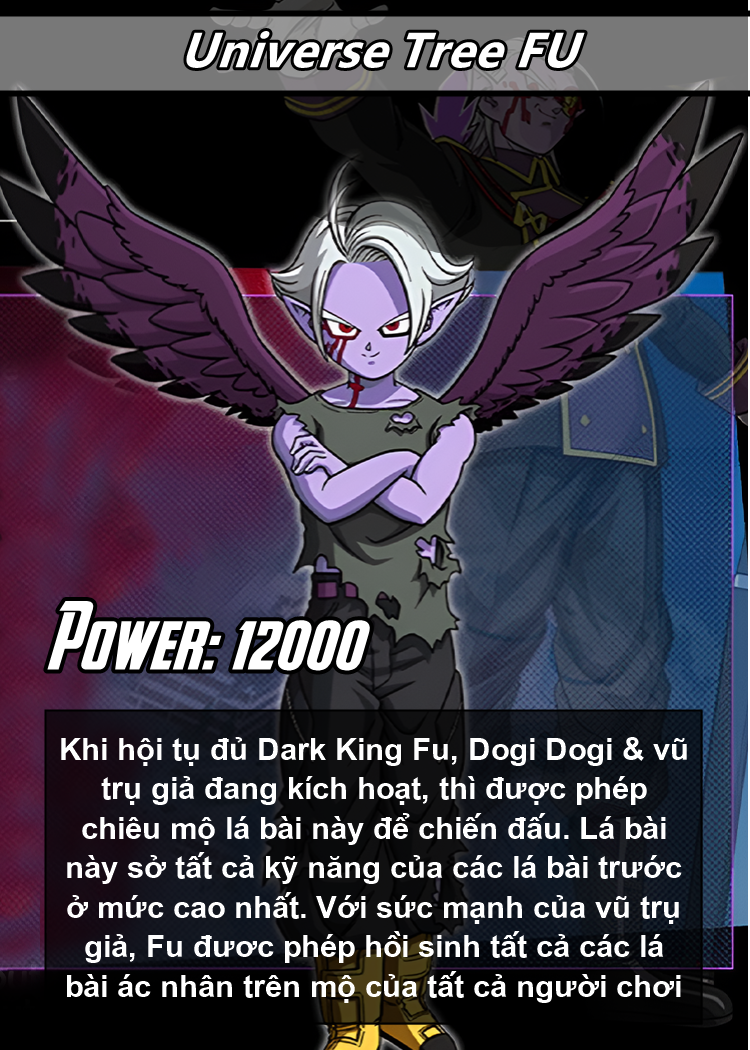 Universe Tree FU
POWER: 12000
Khi hội tụ đủ Dark King Fu, Dogi Dogi & vũ
trụ giả đang kích hoạt, thì được phép
chiêu mộ lá bài này để chiến đấu. Lá bài
này sở tất cả kỹ năng của các lá bài trước
ở mức cao nhất. Với sức mạnh của vũ trụ
giả, Fu đươc phép hồi sinh tất cả các lá
bài ác nhân trên mộ của tất cả người chơi